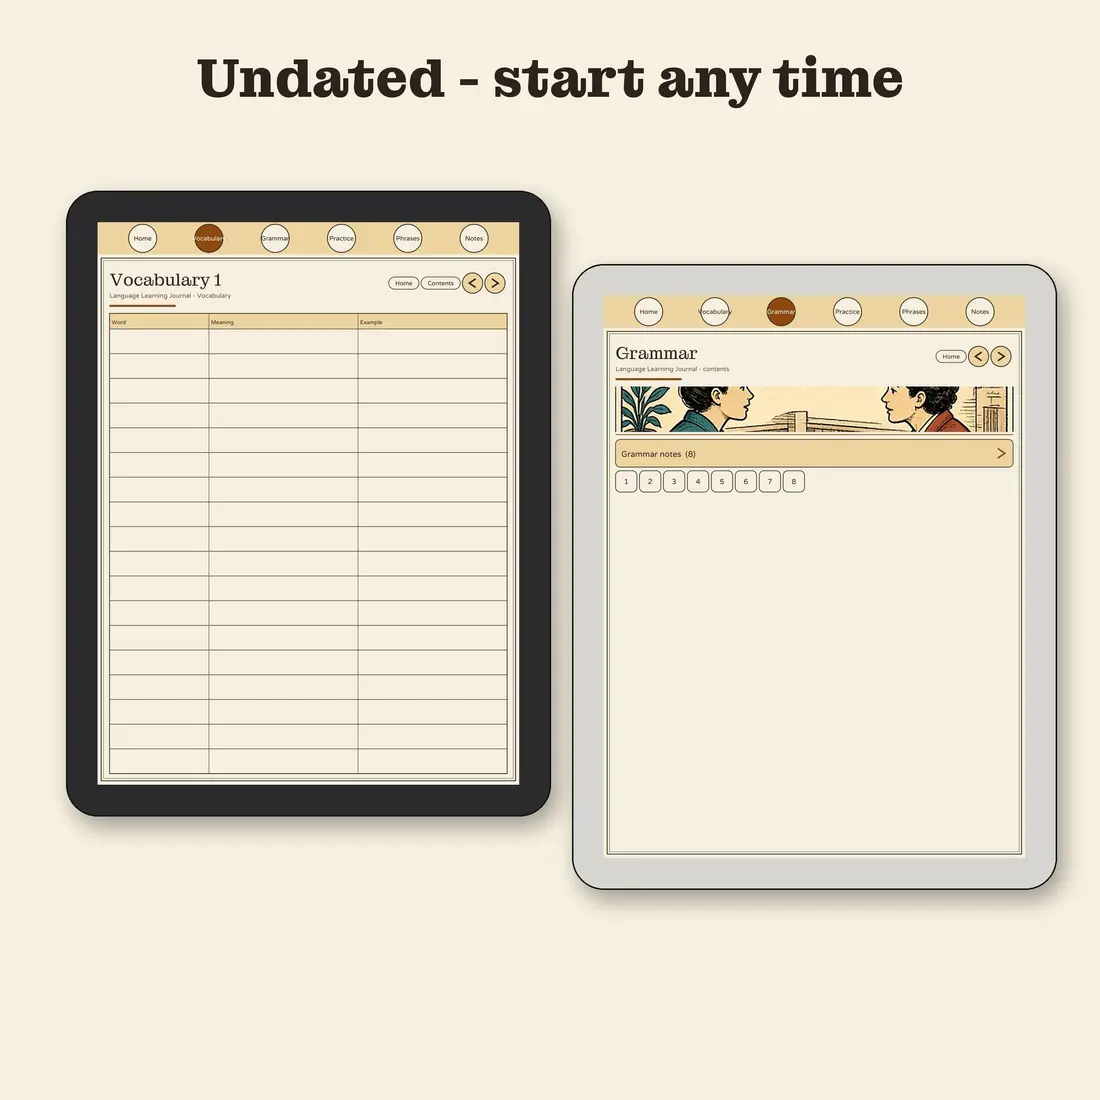 Undated - start any time
Home Vocabulary Grammar Practice Phrases Notes
Vocabulary 1
Home Contents < >
Language Learning Journal - Vocabulary
Word Meaning Example
Home Vocabulary Grammar Practice Phrases Notes
Grammar
Home < >
Language Learning Journal - contents
Grammar notes (8) >
1 2 3 4 5 6 7 8